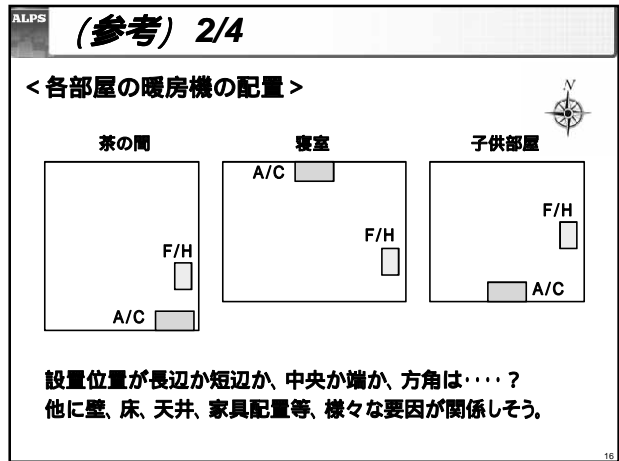 ALPS
(参考) 2/4
<各部屋の暖房機の配置>
N
茶の間
寝室
子供部屋
A/C
F/H
F/H
F/H
A/C
A/C
設置位置が長辺か短辺か、中央か端か、方角は‥‥?
他に壁、床、天井、家具配置等、様々な要因が関係しそう。
16